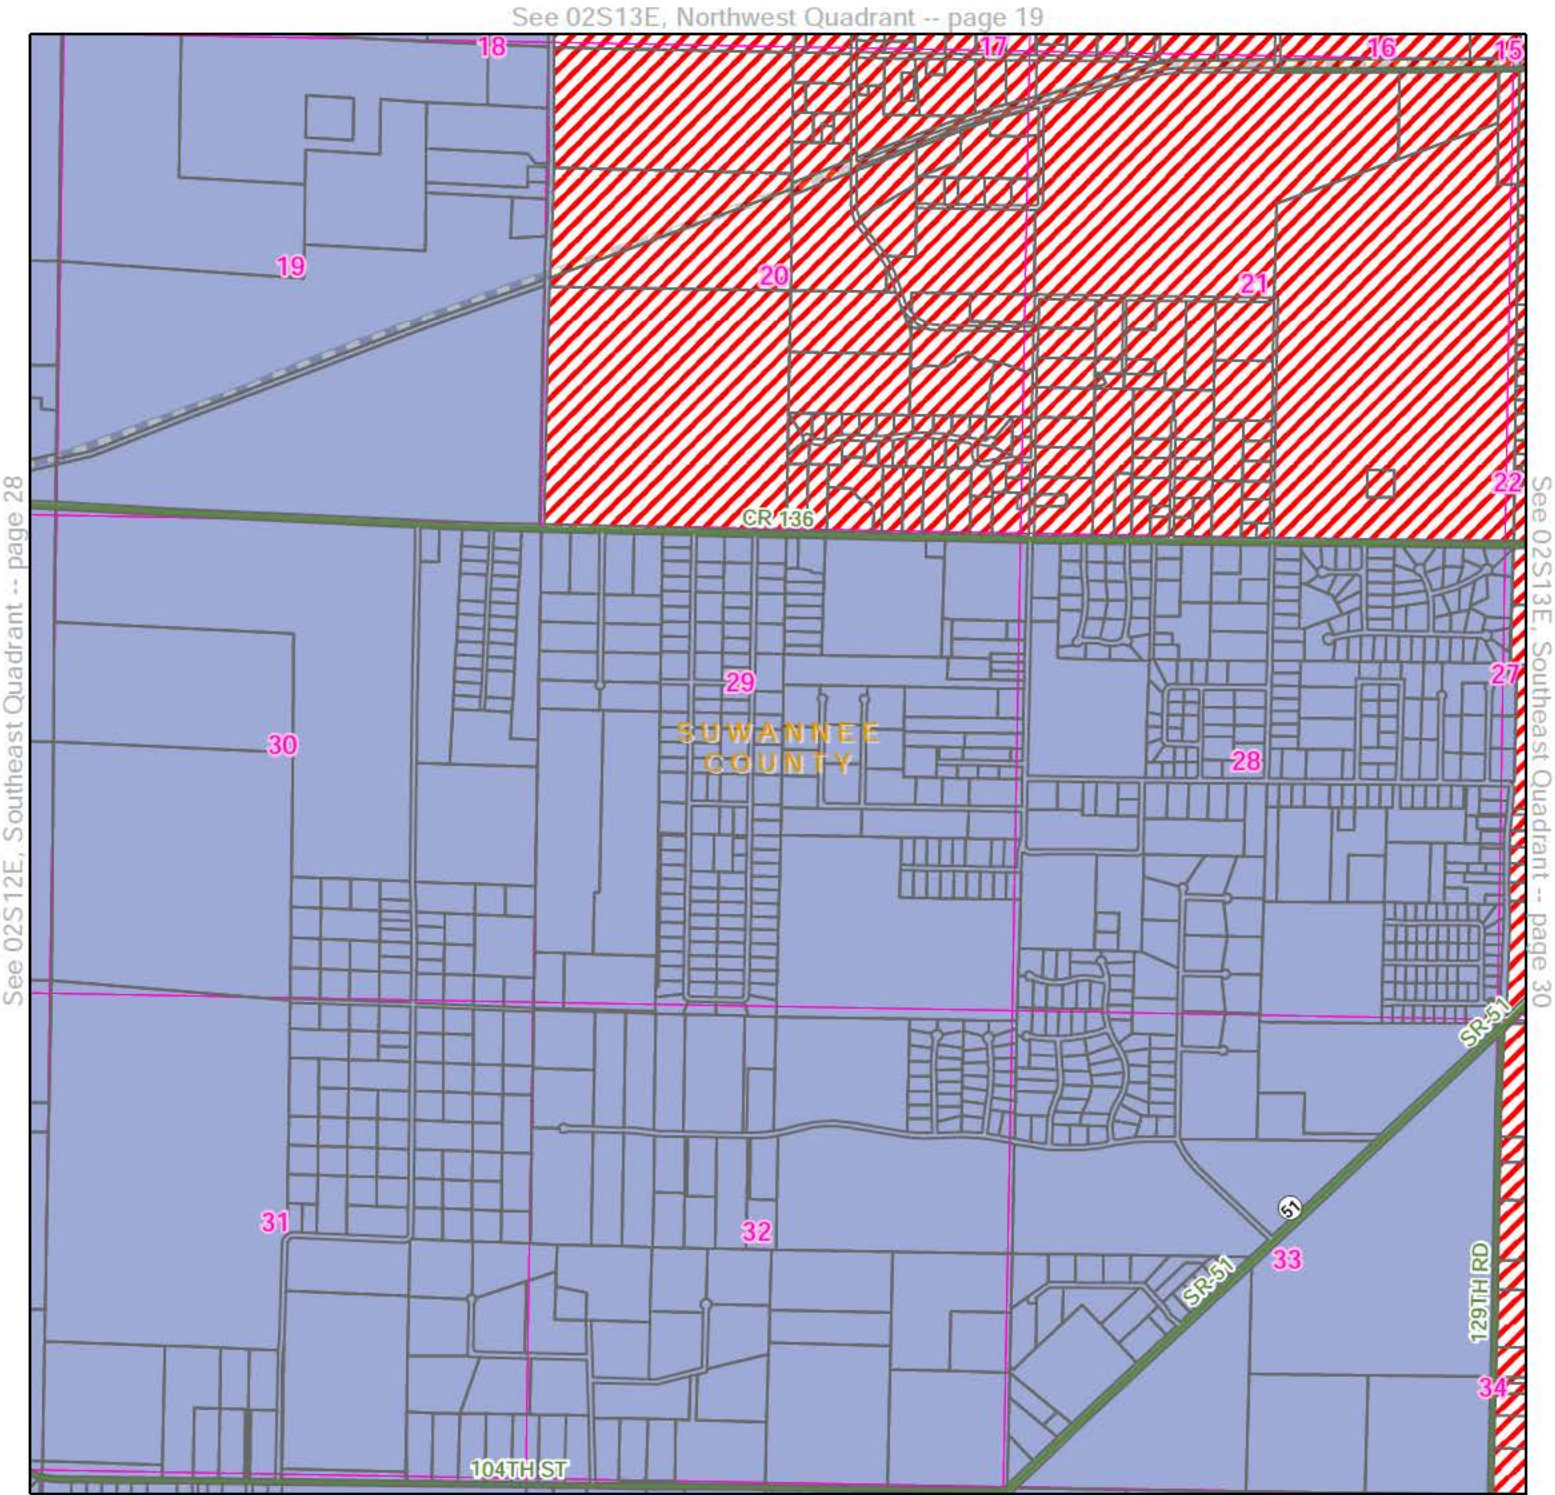 See 02S13E, Northwest Quadrant -- page 19
18
17
16
15
19
20
21
22
See 02S12E, Southeast Quadrant -- page 28
See 02S13E, Southeast Quadrant -- page 30
CR 136
29
27
SUWANNEE
COUNTY
30
28
SR-51
31
32
51
33
SR-51
129TH RD
34
104TH ST